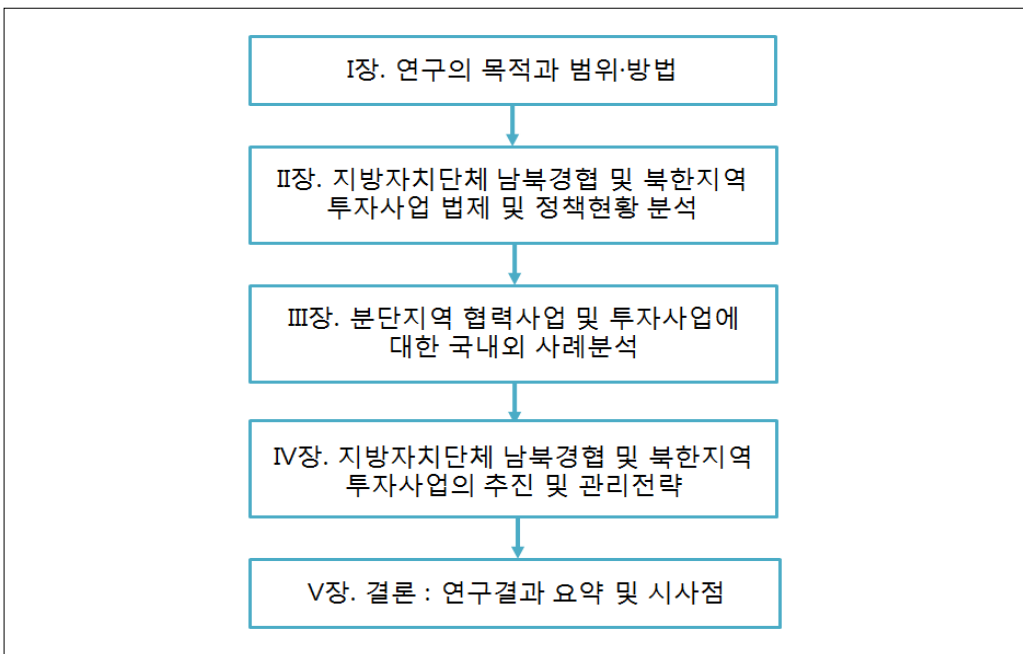 Ⅰ장. 연구의 목적과 범위·방법
Ⅱ장. 지방자치단체 남북경협 및 북한지역
투자사업 법제 및 정책현황 분석
Ⅲ장. 분단지역 협력사업 및 투자사업에
대한 국내외 사례분석
Ⅳ장. 지방자치단체 남북경협 및 북한지역
투자사업의 추진 및 관리전략
Ⅴ장. 결론 : 연구결과 요약 및 시사점